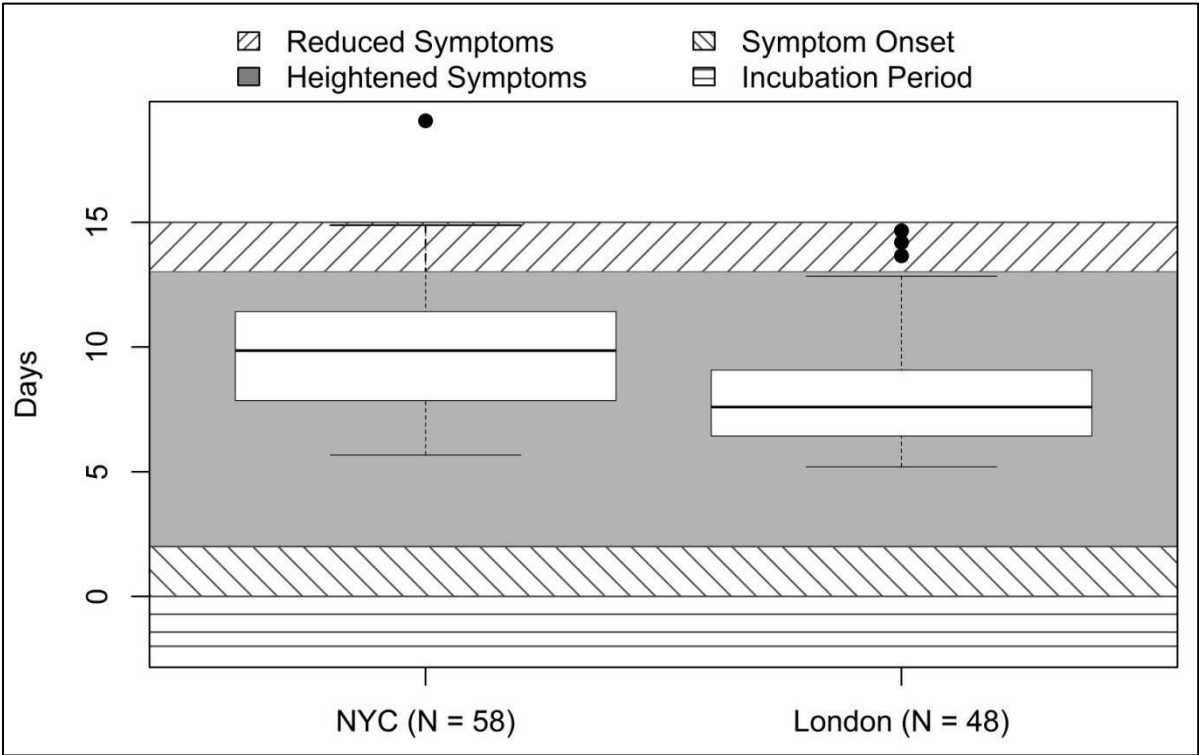 Reduced Symptoms
Symptom Onset
Heightened Symptoms
Incubation Period
15
10
5
0
Days
NYC (N = 58)
London (N = 48)